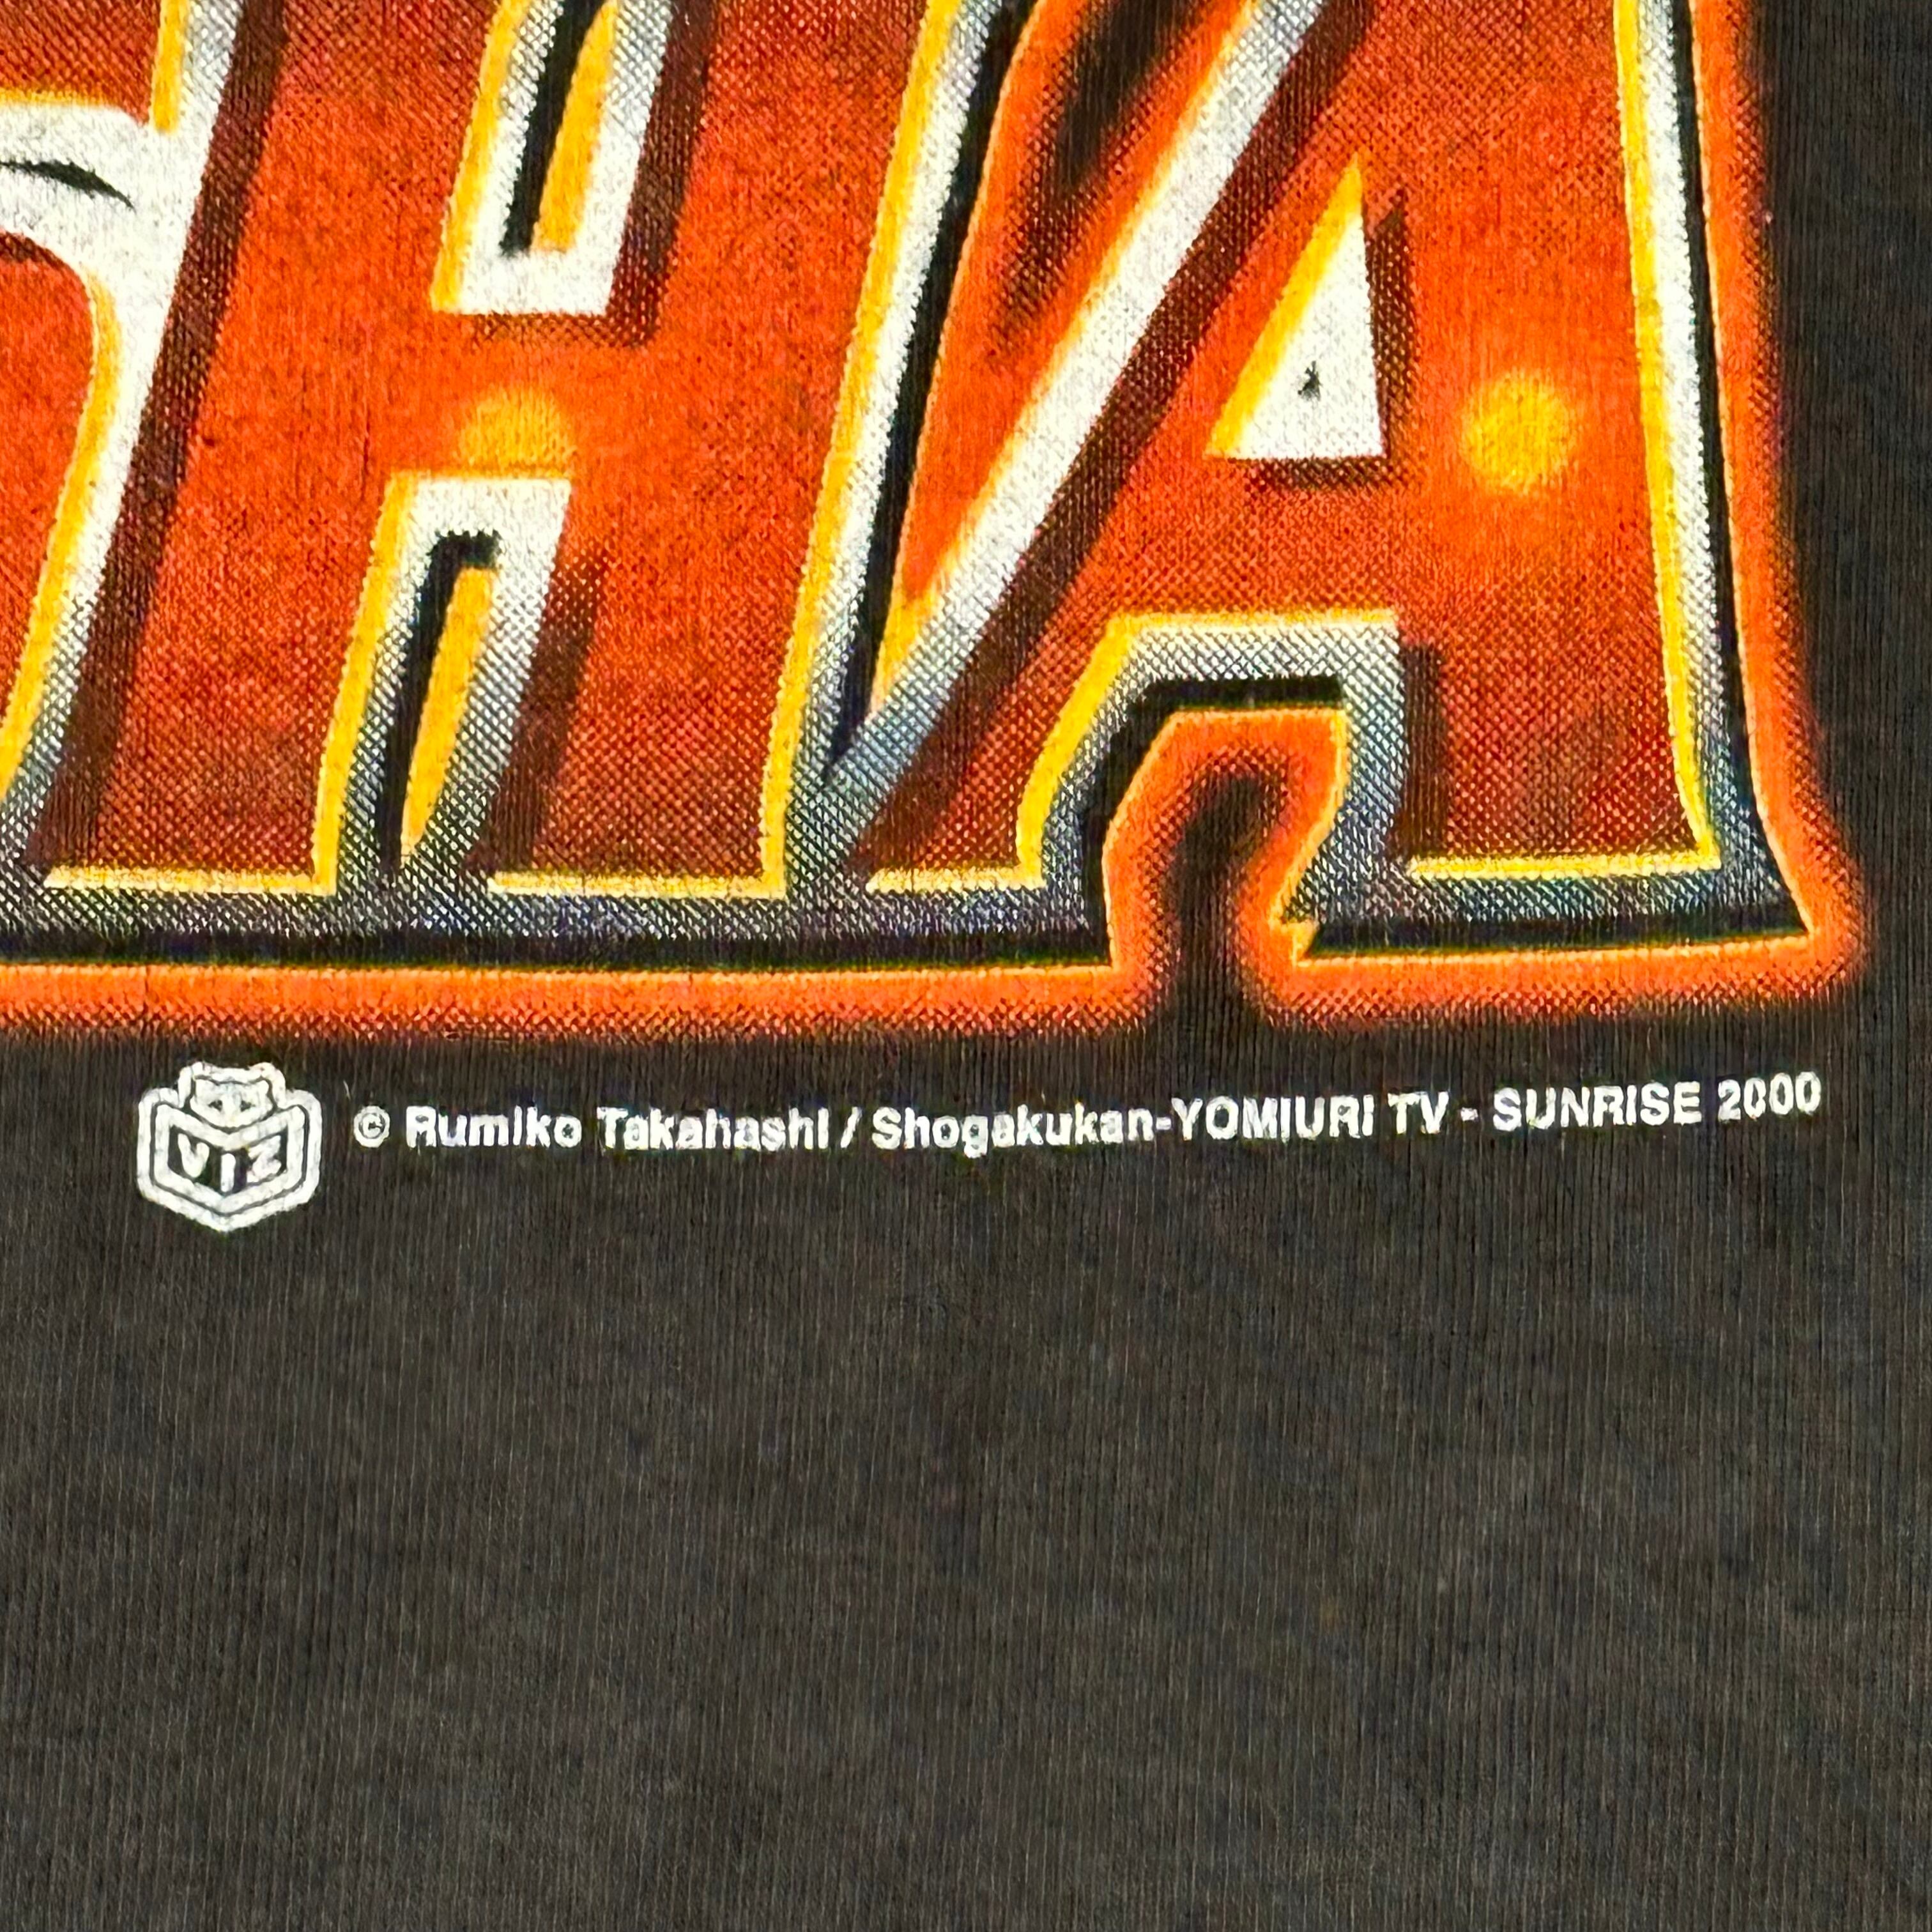 SHA
VIZ
© Rumiko Takahashi / Shogakukan-YOMIURI TV - SUNRISE 2000